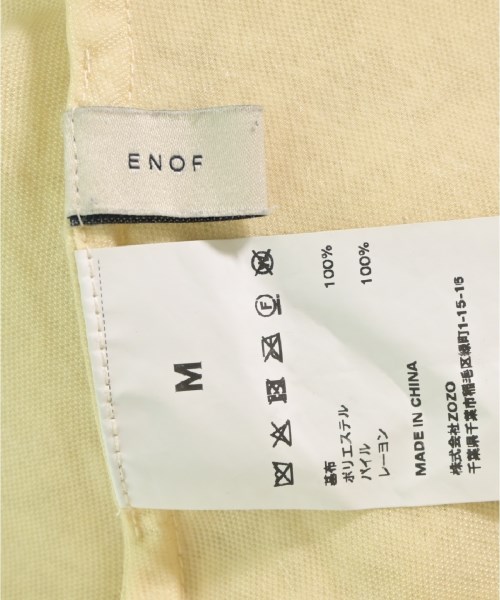 ENOF
M
F
基布
ポリエステル 100%
パイル
レーヨン 100%
MADE IN CHINA
株式会社ZOZO
千葉県千葉市稲毛区緑町1-15-16